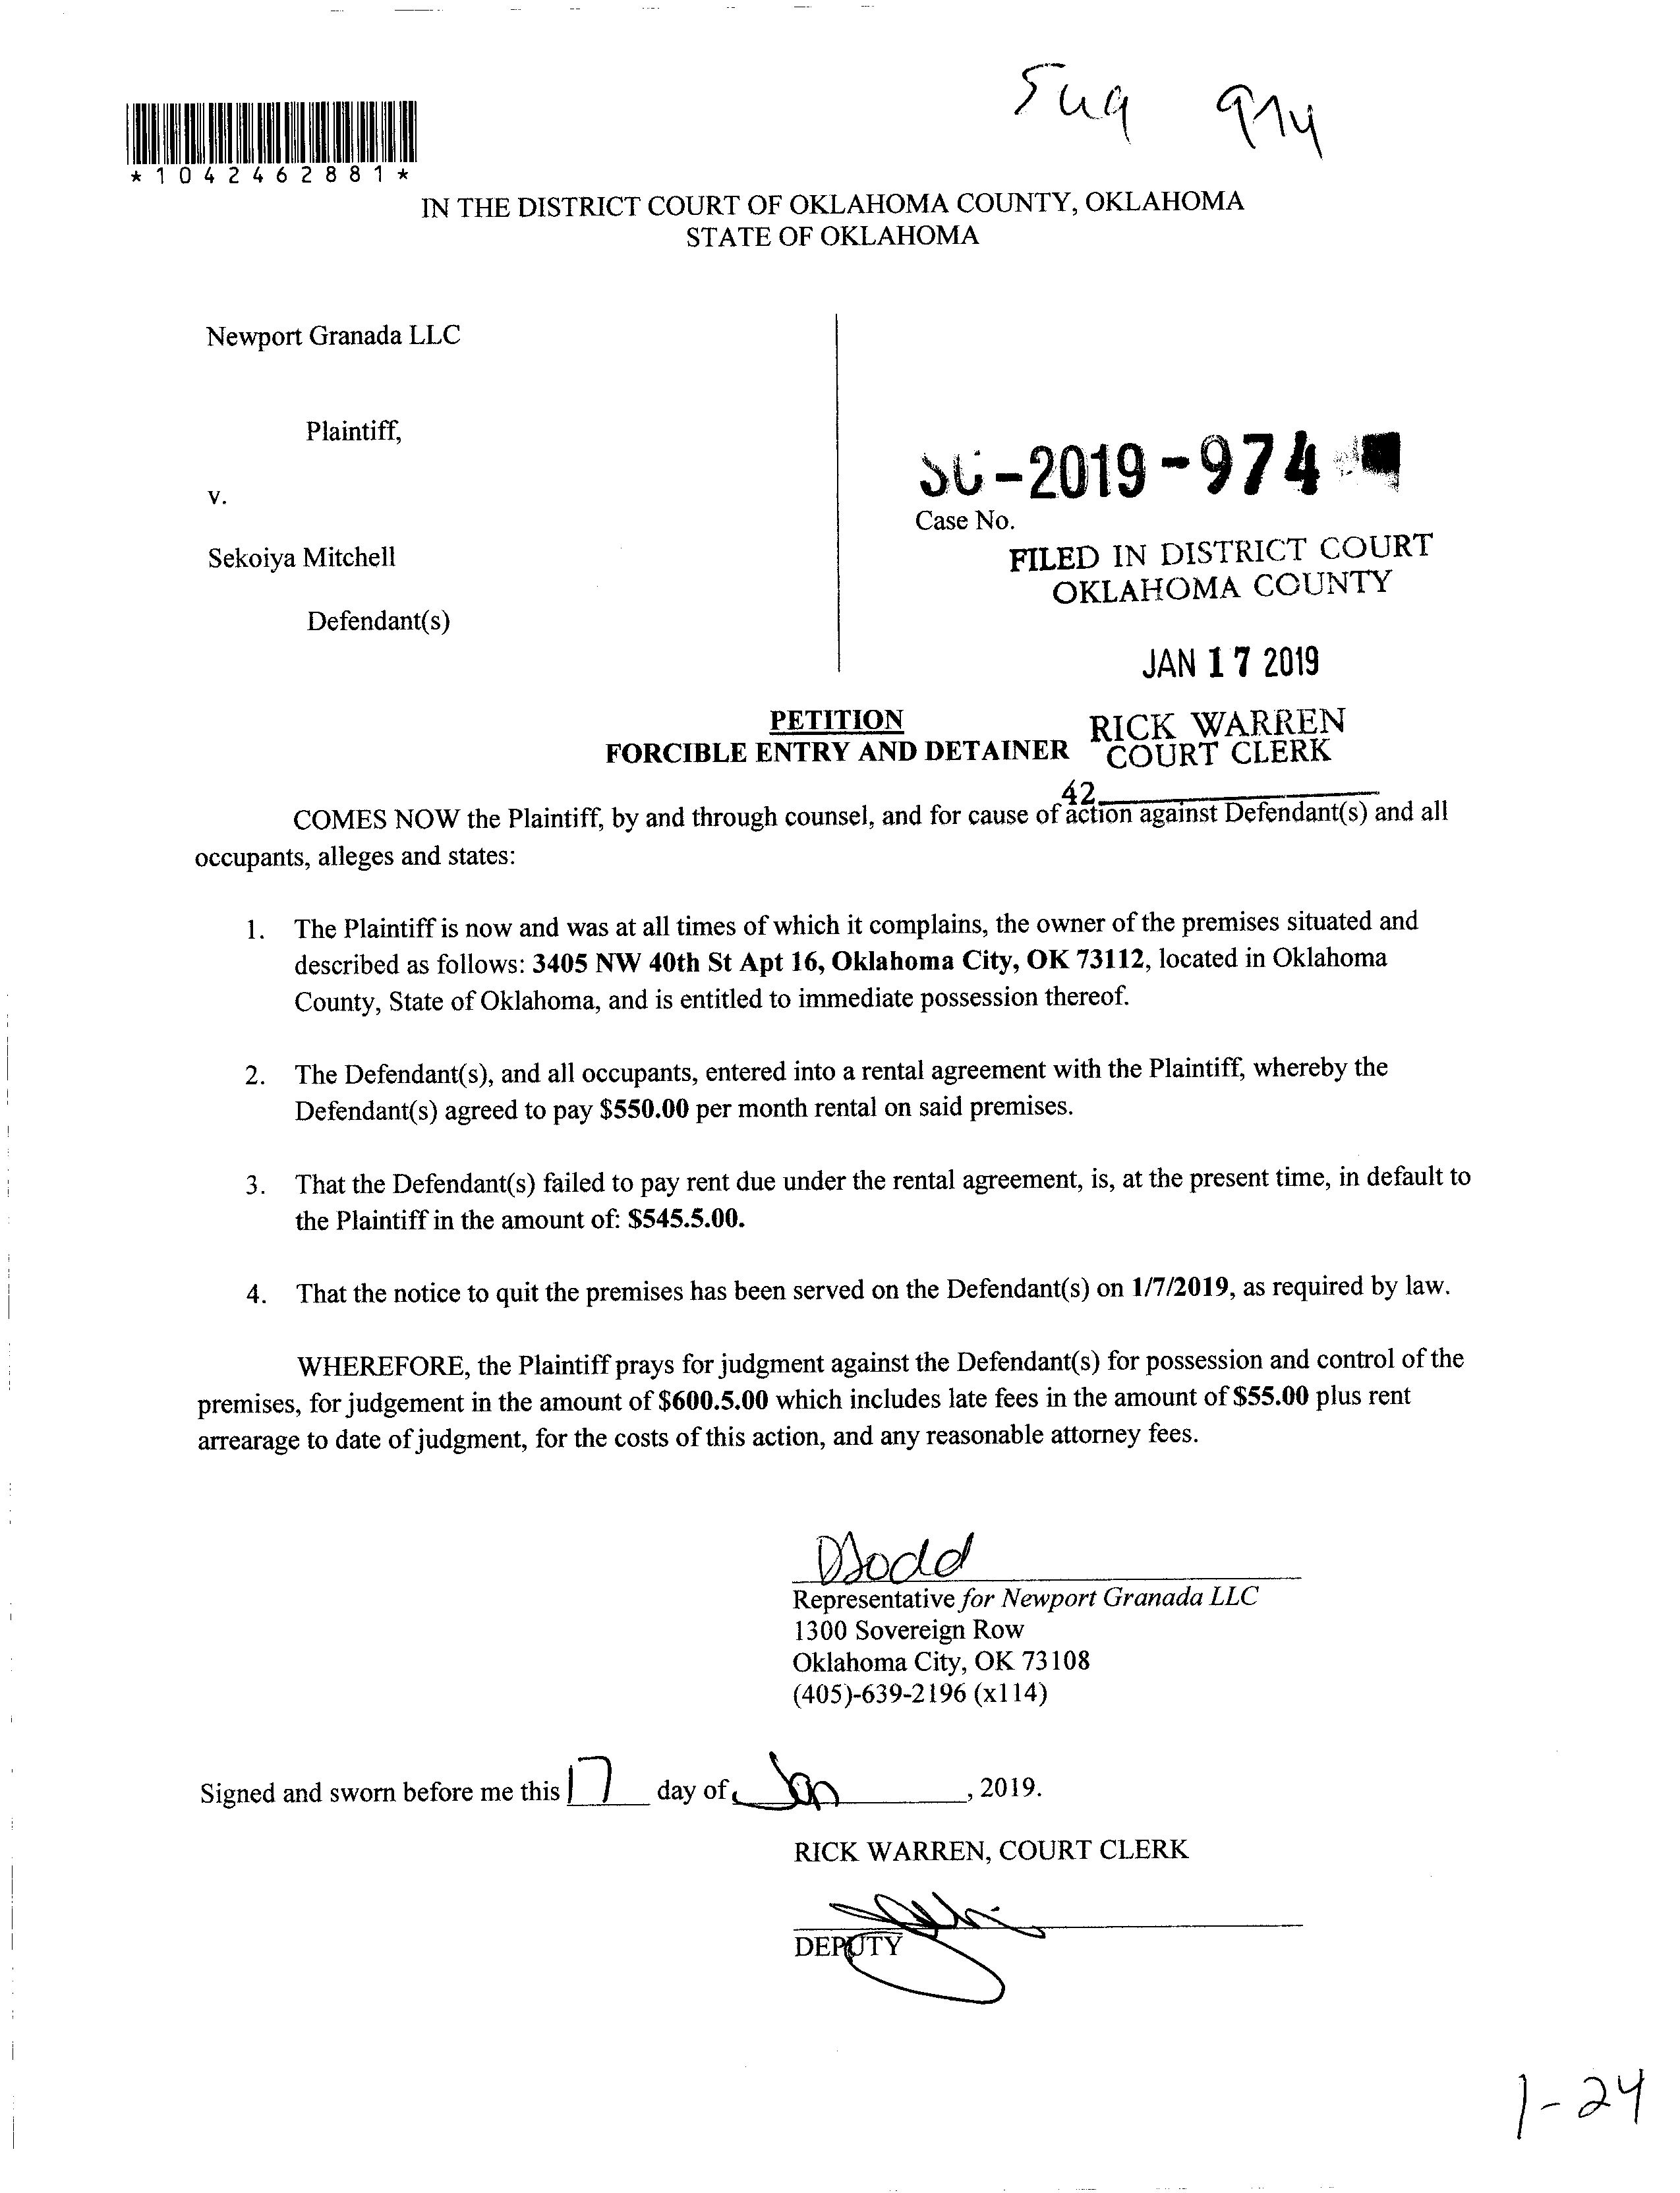 *1042462881*
974
IN THE DISTRICT COURT OF OKLAHOMA COUNTY, OKLAHOMA
STATE OF OKLAHOMA
Newport Granada LLC
Plaintiff,
v.
Sekoiya Mitchell
Defendant(s)
SC-2019-974
Case No.
FILED IN DISTRICT COURT
OKLAHOMA COUNTY
JAN 17 2019
RICK WARREN
COURT CLERK
42
PETITION
FORCIBLE ENTRY AND DETAINER
COMES NOW the Plaintiff, by and through counsel, and for cause of action against Defendant(s) and all
occupants, alleges and states:
1. The Plaintiff is now and was at all times of which it complains, the owner of the premises situated and
described as follows: 3405 NW 40th St Apt 16, Oklahoma City, OK 73112, located in Oklahoma
County, State of Oklahoma, and is entitled to immediate possession thereof.
2. The Defendant(s), and all occupants, entered into a rental agreement with the Plaintiff, whereby the
Defendant(s) agreed to pay $550.00 per month rental on said premises.
3. That the Defendant(s) failed to pay rent due under the rental agreement, is, at the present time, in default to
the Plaintiff in the amount of: $545.5.00.
4. That the notice to quit the premises has been served on the Defendant(s) on 1/7/2019, as required by law.
WHEREFORE, the Plaintiff prays for judgment against the Defendant(s) for possession and control of the
premises, for judgement in the amount of $600.5.00 which includes late fees in the amount of $55.00 plus rent
arrearage to date of judgment, for the costs of this action, and any reasonable attorney fees.
Representative for Newport Granada LLC
1300 Sovereign Row
Oklahoma City, OK 73108
(405)-639-2196 (x114)
Signed and sworn before me this 17 day of Jan, 2019.
RICK WARREN, COURT CLERK
DEPUTY
1-24